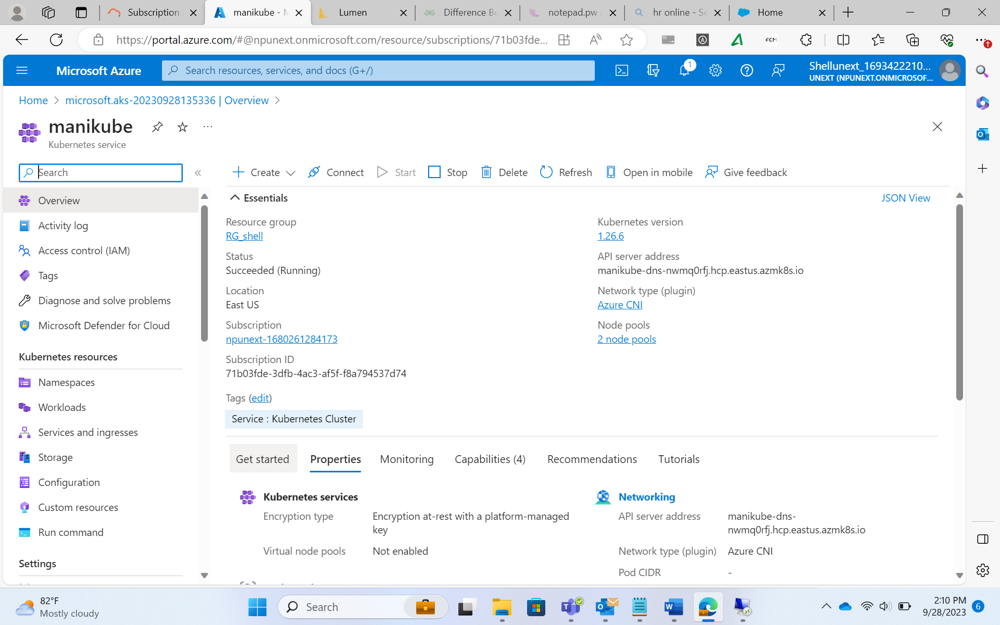 Subscription
manikube - M
Lumen
Difference Be
notepad.pw /
hr online - Se
Home
https://portal.azure.com/#@npunext.onmicrosoft.com/resource/subscriptions/71b03fde...
FCM
Microsoft Azure
Search resources, services, and docs (G+/)
1
Shellunext_1693422210...
UNEXT (NPUNEXT.ONMICROSOF...
Home > microsoft.aks-20230928135336 | Overview >
manikube
Kubernetes service
Search
Create
Connect
Start
Stop
Delete
Refresh
Open in mobile
Give feedback
Overview
Activity log
Access control (IAM)
Tags
Diagnose and solve problems
Microsoft Defender for Cloud
Kubernetes resources
Namespaces
Workloads
Services and ingresses
Storage
Configuration
Custom resources
Run command
Settings
Essentials
JSON View
Resource group
RG_shell
Status
Succeeded (Running)
Location
East US
Subscription
npunext-1680261284173
Subscription ID
71b03fde-3dfb-4ac3-af5f-f8a794537d74
Kubernetes version
1.26.6
API server address
manikube-dns-nwmq0rfj.hcp.eastus.azmk8s.io
Network type (plugin)
Azure CNI
Node pools
2 node pools
Tags (edit)
Service : Kubernetes Cluster
Get started
Properties
Monitoring
Capabilities (4)
Recommendations
Tutorials
Kubernetes services
Encryption type
Encryption at-rest with a platform-managed
key
Virtual node pools
Not enabled
Networking
API server address
manikube-dns-
nwmq0rfj.hcp.eastus.azmk8s.io
Network type (plugin)
Azure CNI
Pod CIDR
-
82°F
Mostly cloudy
Search
2:10 PM
9/28/2023
6